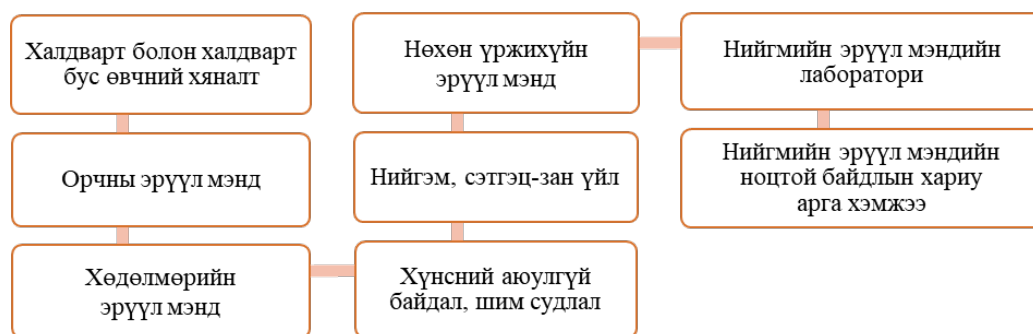 Халдварт болон халдварт
бус өвчний хяналт
Орчны эрүүл мэнд
Хөдөлмөрийн
эрүүл мэнд
Хүнсний аюулгүй
байдал, шим судлал
Нийгэм, сэтгэц-зан үйл
Нөхөн үржихүйн
эрүүл мэнд
Нийгмийн эрүүл мэндийн
лаборатори
Нийгмийн эрүүл мэндийн
ноцтой байдлын хариу
арга хэмжээ